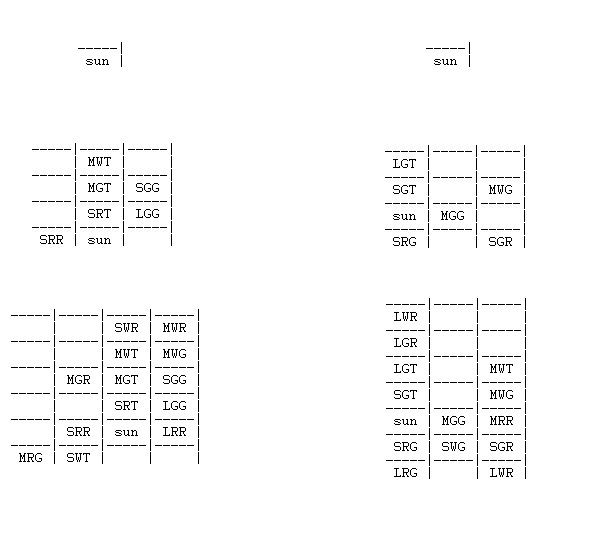 sun sun
MWT
LGT
MGT SGG
SGT MWG
SRT LGG
sun MGG
SRR sun
SRG SGR
LWR
SWR MWR
LGR
MWT MWG
LGT MWT
MGR MGT SGG
SGT MWG
SRT LGG
sun MGG MRR
SRR sun LRR
SRG SWG SGR
MRG SWT
LRG LWR